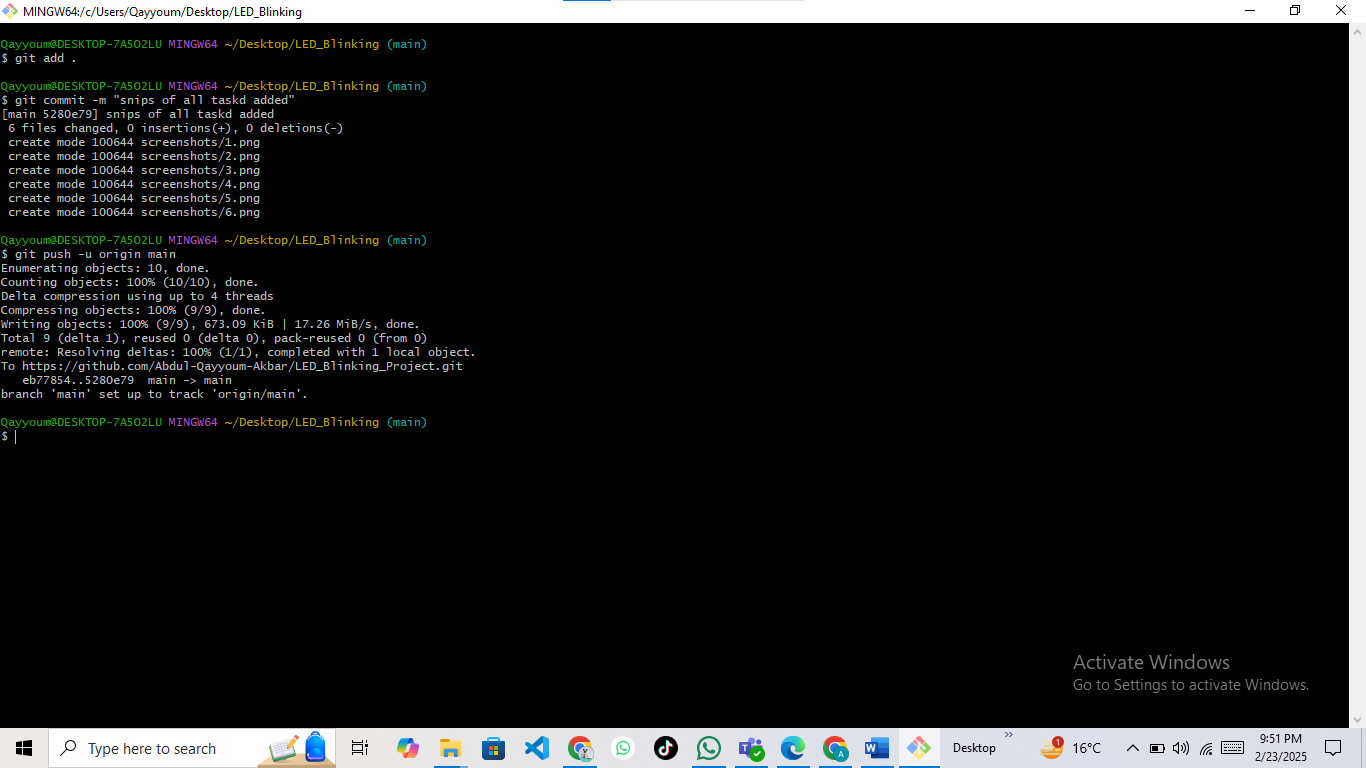 MINGW64:/c/Users/Qayyoum/Desktop/LED_Blinking
Qayyoum@DESKTOP-7A5O2LU MINGW64 ~/Desktop/LED_Blinking (main)
$ git add .
Qayyoum@DESKTOP-7A5O2LU MINGW64 ~/Desktop/LED_Blinking (main)
$ git commit -m "snips of all taskd added"
[main 5280e79] snips of all taskd added
6 files changed, 0 insertions(+), 0 deletions(-)
create mode 100644 screenshots/1.png
create mode 100644 screenshots/2.png
create mode 100644 screenshots/3.png
create mode 100644 screenshots/4.png
create mode 100644 screenshots/5.png
create mode 100644 screenshots/6.png
Qayyoum@DESKTOP-7A5O2LU MINGW64 ~/Desktop/LED_Blinking (main)
$ git push -u origin main
Enumerating objects: 10, done.
Counting objects: 100% (10/10), done.
Delta compression using up to 4 threads
Compressing objects: 100% (9/9), done.
Writing objects: 100% (9/9), 673.09 KiB | 17.26 MiB/s, done.
Total 9 (delta 1), reused 0 (delta 0), pack-reused 0 (from 0)
remote: Resolving deltas: 100% (1/1), completed with 1 local object.
To https://github.com/Abdul-Qayyoum-Akbar/LED_Blinking_Project.git
eb77854..5280e79  main -> main
branch 'main' set up to track 'origin/main'.
Qayyoum@DESKTOP-7A5O2LU MINGW64 ~/Desktop/LED_Blinking (main)
$
Activate Windows
Go to Settings to activate Windows.
Type here to search
Desktop
1
16°C
9:51 PM
2/23/2025